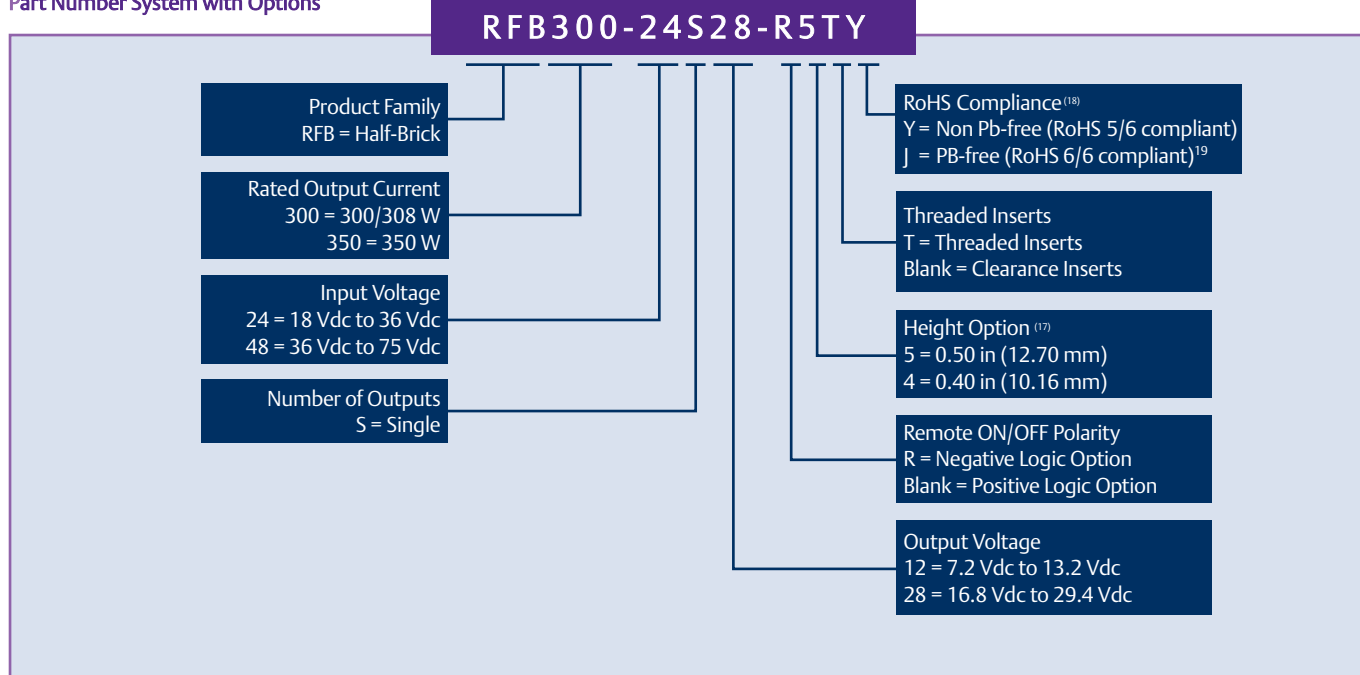 Part Number System with Options
RFB300-24S28-R5TY
Product Family
RFB = Half-Brick
Rated Output Current
300 = 300/308 W
350 = 350 W
Input Voltage
24 = 18 Vdc to 36 Vdc
48 = 36 Vdc to 75 Vdc
Number of Outputs
S = Single
RoHS Compliance (18)
Y = Non Pb-free (RoHS 5/6 compliant)
J = PB-free (RoHS 6/6 compliant)19
Threaded Inserts
T = Threaded Inserts
Blank = Clearance Inserts
Height Option (17)
5 = 0.50 in (12.70 mm)
4 = 0.40 in (10.16 mm)
Remote ON/OFF Polarity
R = Negative Logic Option
Blank = Positive Logic Option
Output Voltage
12 = 7.2 Vdc to 13.2 Vdc
28 = 16.8 Vdc to 29.4 Vdc